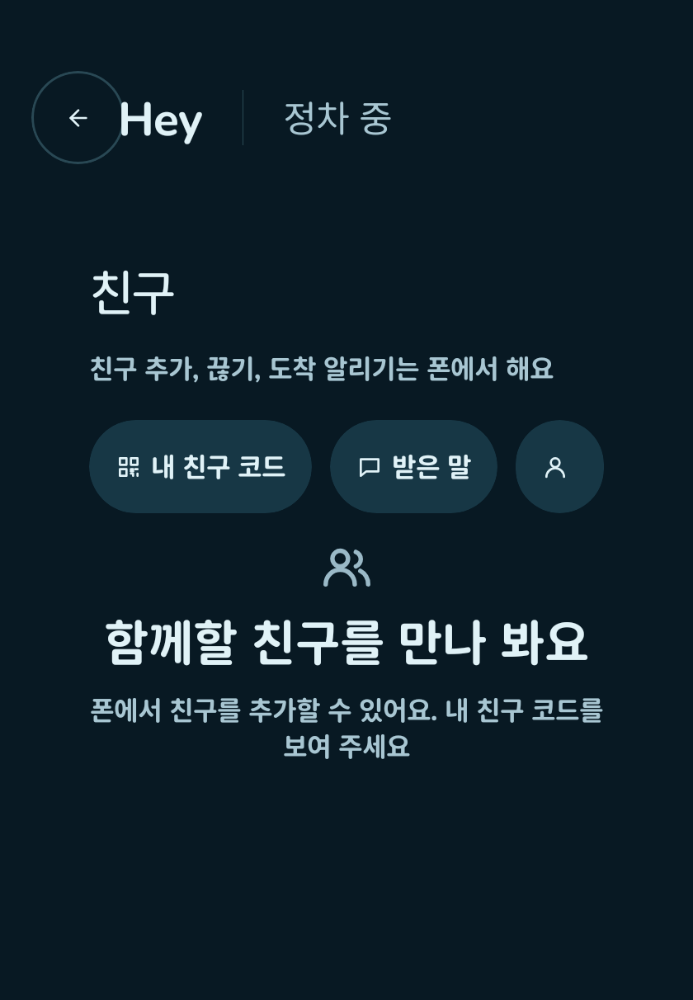 Hey
정차 중
친구
친구 추가, 끊기, 도착 알리기는 폰에서 해요
내 친구 코드
받은 말
함께할 친구를 만나 봐요
폰에서 친구를 추가할 수 있어요. 내 친구 코드를
보여 주세요